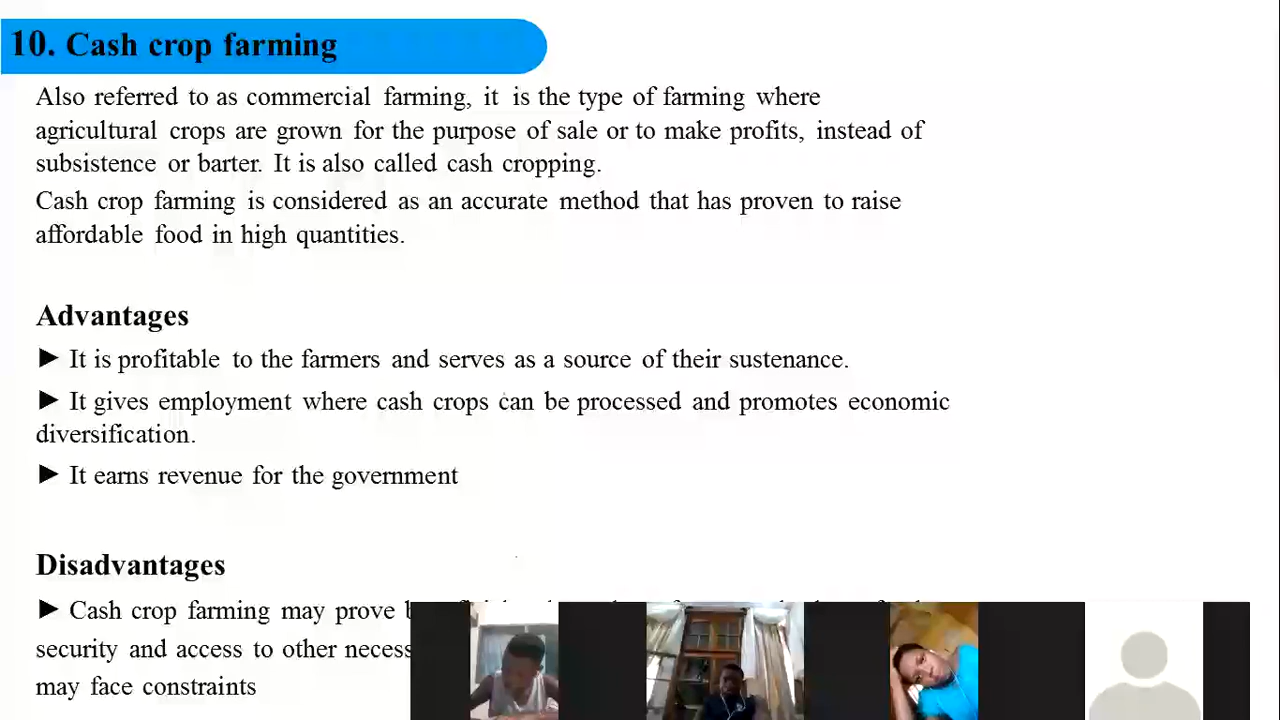 10. Cash crop farming
Also referred to as commercial farming, it is the type of farming where
agricultural crops are grown for the purpose of sale or to make profits, instead of
subsistence or barter. It is also called cash cropping.
Cash crop farming is considered as an accurate method that has proven to raise
affordable food in high quantities.
Advantages
► It is profitable to the farmers and serves as a source of their sustenance.
► It gives employment where cash crops can be processed and promotes economic
diversification.
► It earns revenue for the government
Disadvantages
► Cash crop farming may prove
security and access to other
may face constraints